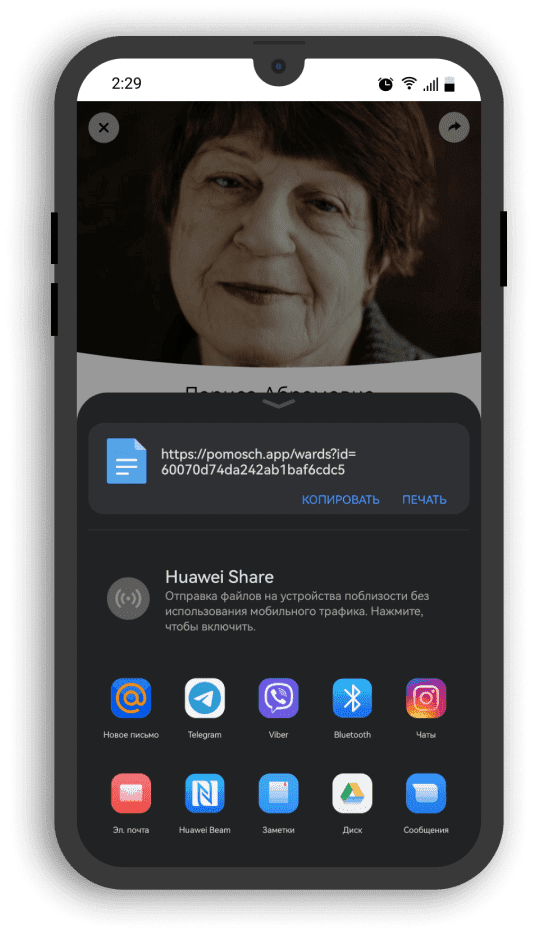 2:29
https://pomosch.app/wards?id=
60070d74da242ab1baf6cdc5
КОПИРОВАТЬ ПЕЧАТЬ
Huawei Share
Отправка файлов на устройства поблизости без
использования мобильного трафика. Нажмите,
чтобы включить.
Новое письмо Telegram Viber Bluetooth Чаты
Эл. почта Huawei Beam Заметки Диск Сообщения